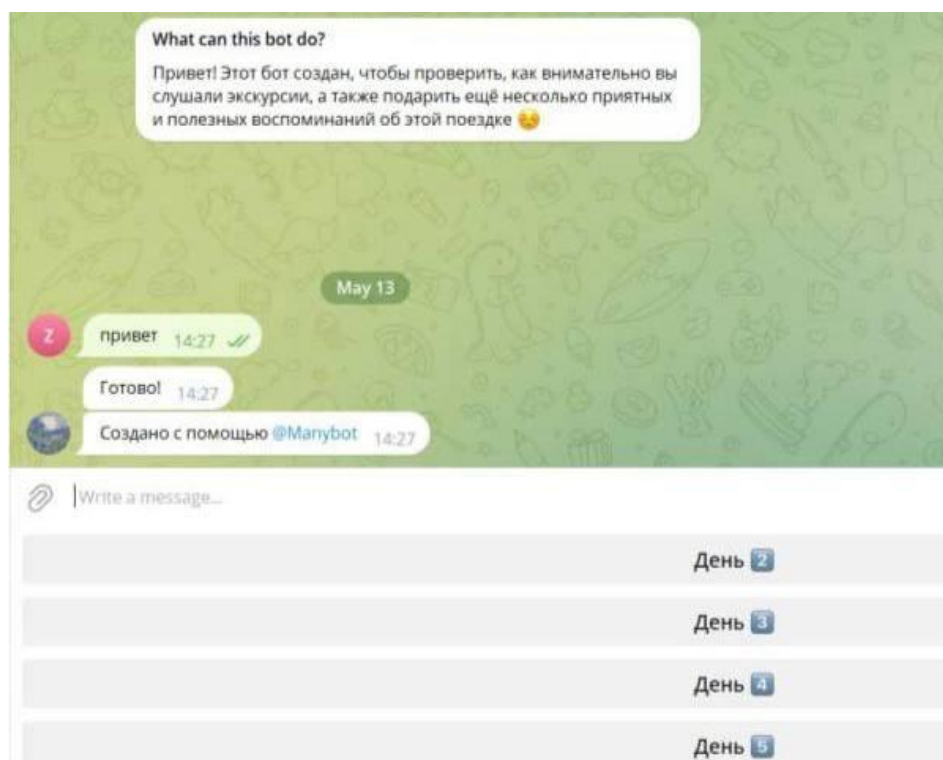 What can this bot do?
Привет! Этот бот создан, чтобы проверить, как внимательно вы
слушали экскурсии, а также подарить ещё несколько приятных
и полезных воспоминаний об этой поездке 😌
May 13
Z
привет 14:27
Готово! 14:27
Создано с помощью @Manybot 14:27
Write a message...
День 2️⃣
День 3️⃣
День 4️⃣
День 5️⃣